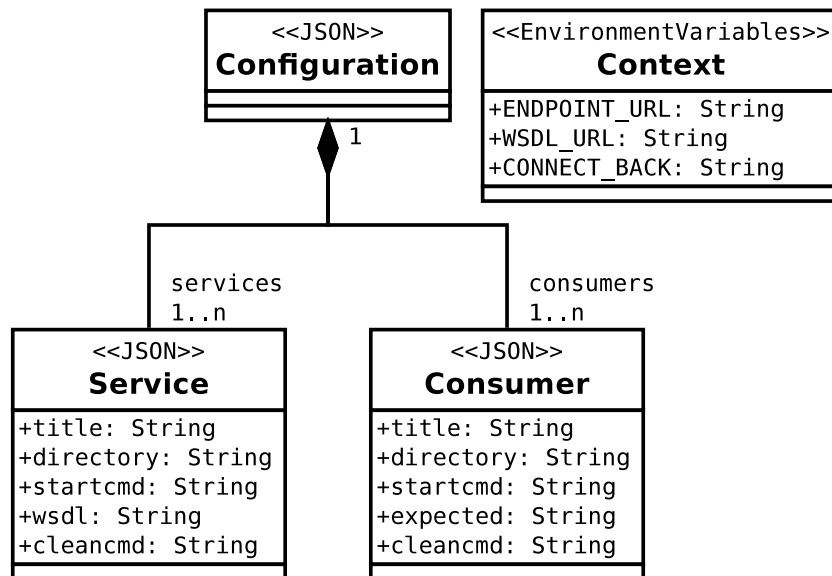 <<JSON>>
Configuration
1
<<EnvironmentVariables>>
Context
+ENDPOINT_URL: String
+WSDL_URL: String
+CONNECT_BACK: String
services
1..n
consumers
1..n
<<JSON>>
Service
+title: String
+directory: String
+startcmd: String
+wsdl: String
+cleancmd: String
<<JSON>>
Consumer
+title: String
+directory: String
+startcmd: String
+expected: String
+cleancmd: String